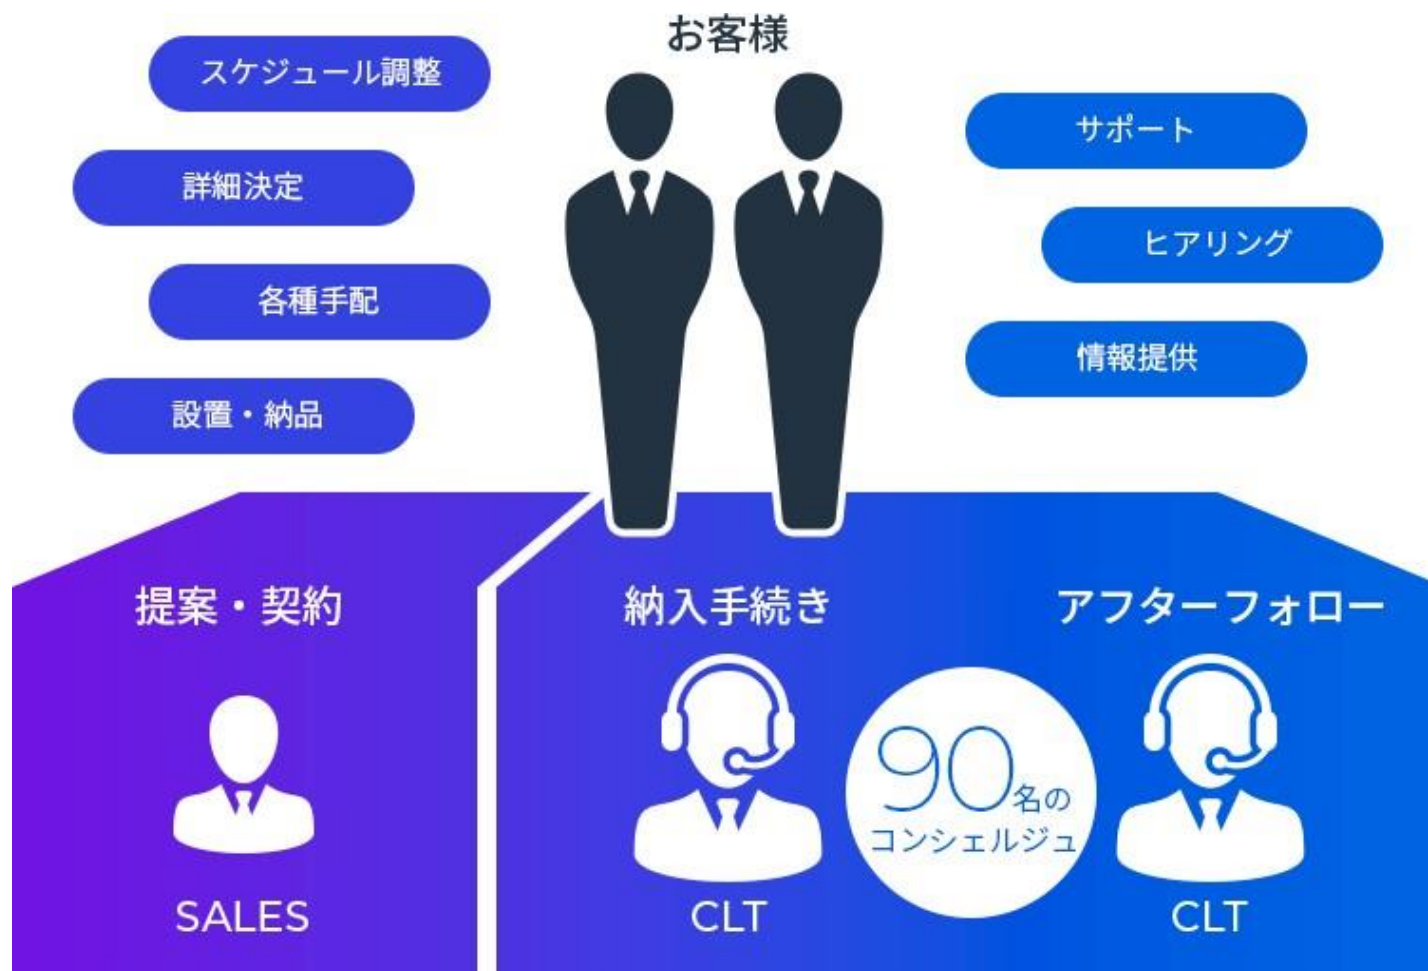 お客様
スケジュール調整
詳細決定
各種手配
設置・納品
サポート
ヒアリング
情報提供
提案・契約
SALES
納入手続き
CLT
90名の
コンシェルジュ
アフターフォロー
CLT